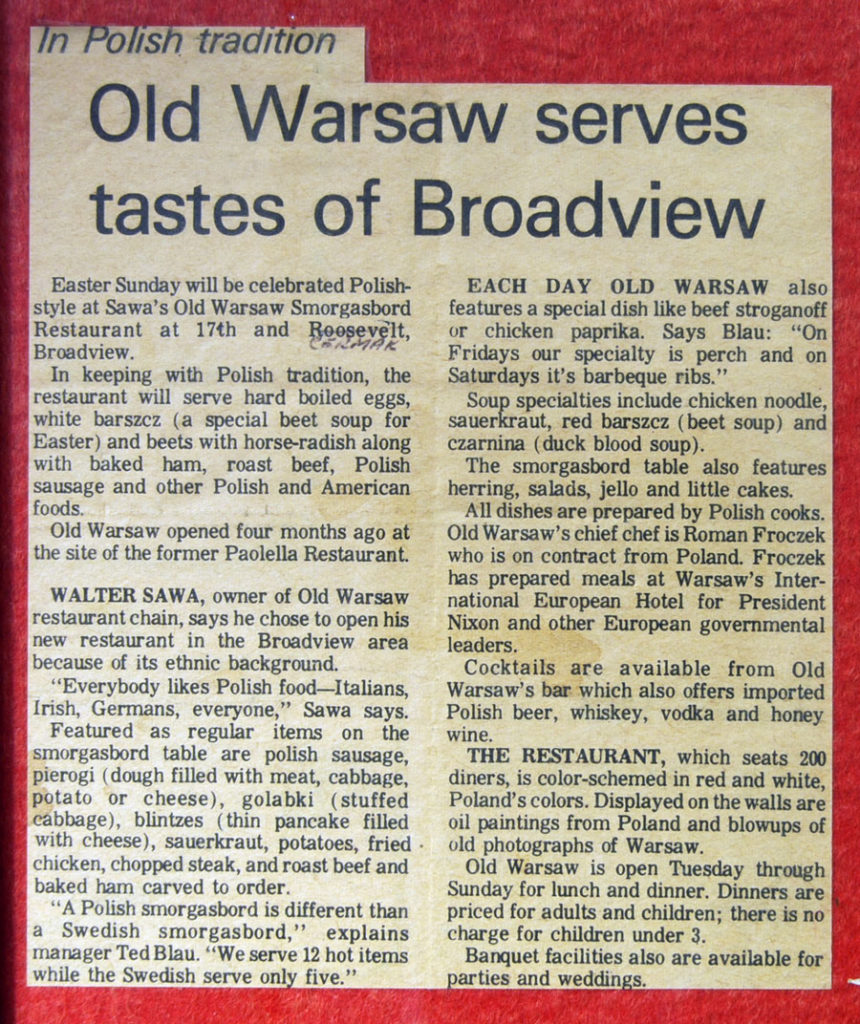 In Polish tradition
Old Warsaw serves
tastes of Broadview
Easter Sunday will be celebrated Polish-
style at Sawa's Old Warsaw Smorgasbord
Restaurant at 17th and Roosevelt,
CERMAK
Broadview.
In keeping with Polish tradition, the
restaurant will serve hard boiled eggs,
white barszcz (a special beet soup for
Easter) and beets with horse-radish along
with baked ham, roast beef, Polish
sausage and other Polish and American
foods.
Old Warsaw opened four months ago at
the site of the former Paolella Restaurant.
WALTER SAWA, owner of Old Warsaw
restaurant chain, says he chose to open his
new restaurant in the Broadview area
because of its ethnic background.
"Everybody likes Polish food—Italians,
Irish, Germans, everyone," Sawa says.
Featured as regular items on the
smorgasbord table are polish sausage,
pierogi (dough filled with meat, cabbage,
potato or cheese), golabki (stuffed
cabbage), blintzes (thin pancake filled
with cheese), sauerkraut, potatoes, fried
chicken, chopped steak, and roast beef and
baked ham carved to order.
"A Polish smorgasbord is different than
a Swedish smorgasbord," explains
manager Ted Blau. "We serve 12 hot items
while the Swedish serve only five."
EACH DAY OLD WARSAW also
features a special dish like beef stroganoff
or chicken paprika. Says Blau: "On
Fridays our specialty is perch and on
Saturdays it's barbeque ribs."
Soup specialties include chicken noodle,
sauerkraut, red barszcz (beet soup) and
czarnina (duck blood soup).
The smorgasbord table also features
herring, salads, jello and little cakes.
All dishes are prepared by Polish cooks.
Old Warsaw's chief chef is Roman Froczek
who is on contract from Poland. Froczek
has prepared meals at Warsaw's Inter-
national European Hotel for President
Nixon and other European governmental
leaders.
Cocktails are available from Old
Warsaw's bar which also offers imported
Polish beer, whiskey, vodka and honey
wine.
THE RESTAURANT, which seats 200
diners, is color-schemed in red and white,
Poland's colors. Displayed on the walls are
oil paintings from Poland and blowups of
old photographs of Warsaw.
Old Warsaw is open Tuesday through
Sunday for lunch and dinner. Dinners are
priced for adults and children; there is no
charge for children under 3.
Banquet facilities also are available for
parties and weddings.